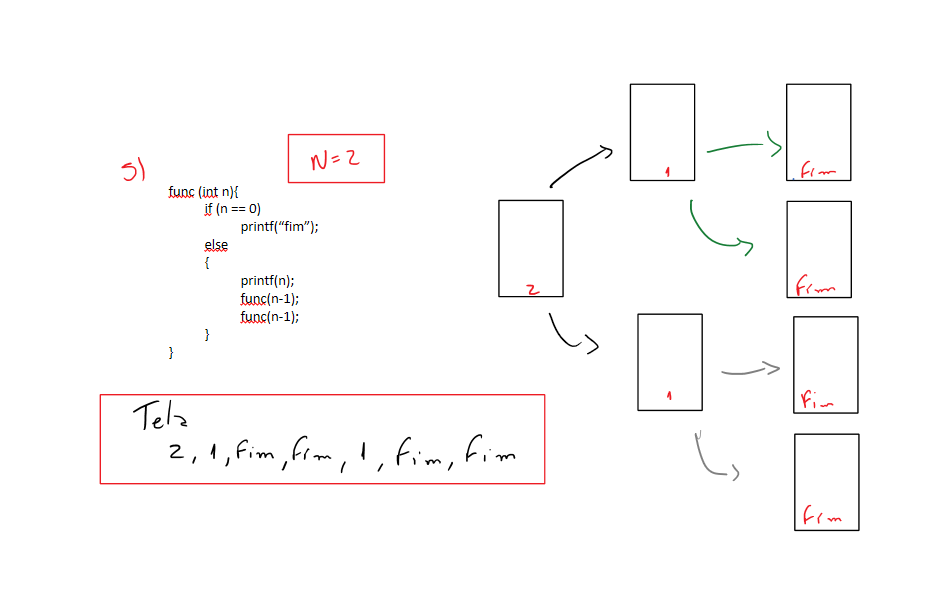 5)
N=2
func (int n){
if (n == 0)
printf(“fim”);
else
{
printf(n);
func(n-1);
func(n-1);
}
}
Tela
2, 1, fim, fim, 1, fim, fim
2
1
fim
fim
1
fim
fim